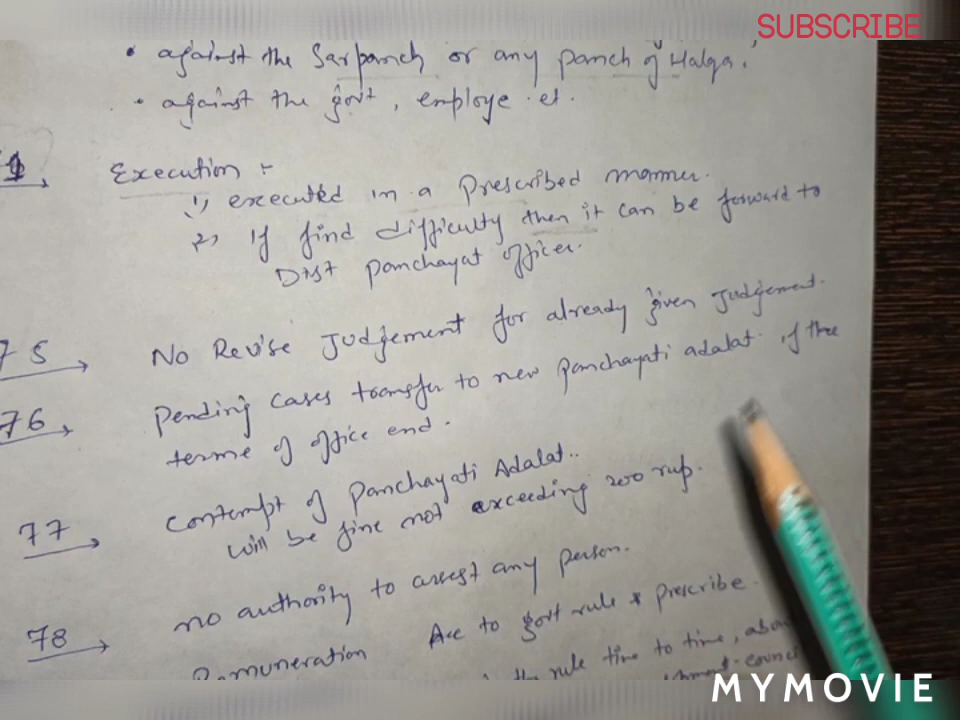 SUBSCRIBE
• against the Sarpanch or any panch of Halqa.
• against the govt, employe et.
Execution :-
1) executed in a prescribed manner.
2) If find difficulty then it can be forward to
Dist panchayat officer.
75 → No Revise Judgement for already given Judgement.
76 → Pending cases transfer to new panchayati adalat if thee
terme of office end.
77 → Contempt of Panchayati Adalat..
will be fine not exceeding 200 rup.
78 → no authority to arrest any person.
Remuneration Acc to govt rule & prescribe.
the rule time to time,
MYMOVIE